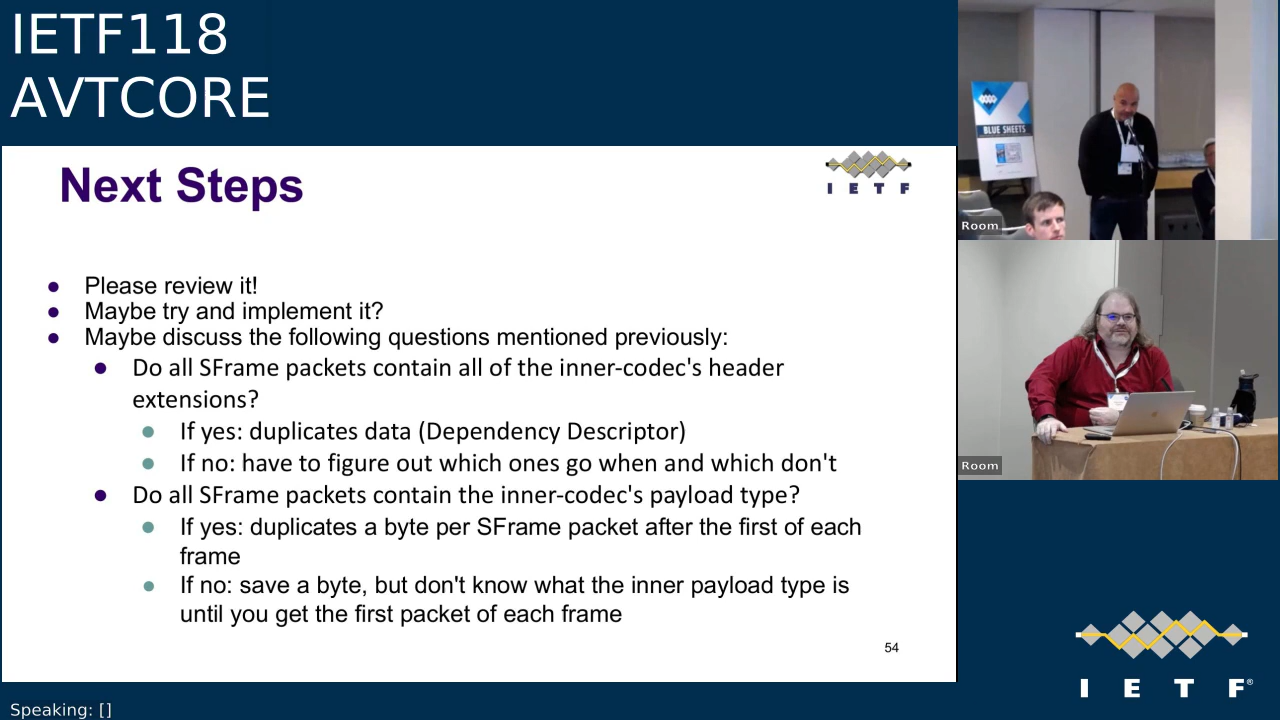 IETF118
AVTCORE
Next Steps
I E T F
Please review it!
Maybe try and implement it?
Maybe discuss the following questions mentioned previously:
Do all SFrame packets contain all of the inner-codec's header
extensions?
If yes: duplicates data (Dependency Descriptor)
If no: have to figure out which ones go when and which don't
Do all SFrame packets contain the inner-codec's payload type?
If yes: duplicates a byte per SFrame packet after the first of each
frame
If no: save a byte, but don't know what the inner payload type is
until you get the first packet of each frame
54
BLUE SHEETS
Room
Room
I E T F®
Speaking: []